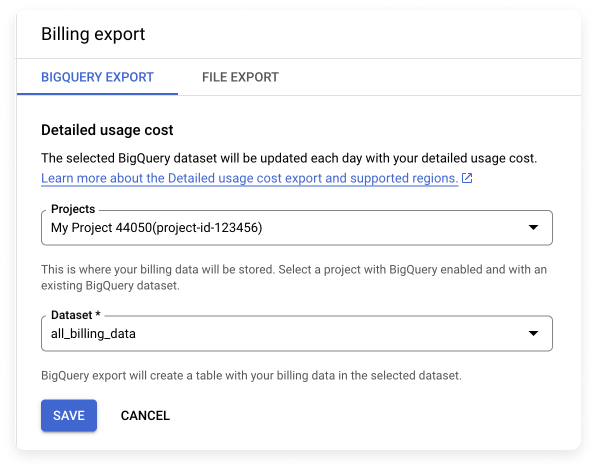 Billing export
BIGQUERY EXPORT FILE EXPORT
Detailed usage cost
The selected BigQuery dataset will be updated each day with your detailed usage cost.
Learn more about the Detailed usage cost export and supported regions.
Projects
My Project 44050(project-id-123456)
This is where your billing data will be stored. Select a project with BigQuery enabled and with an
existing BigQuery dataset.
Dataset *
all_billing_data
BigQuery export will create a table with your billing data in the selected dataset.
SAVE CANCEL